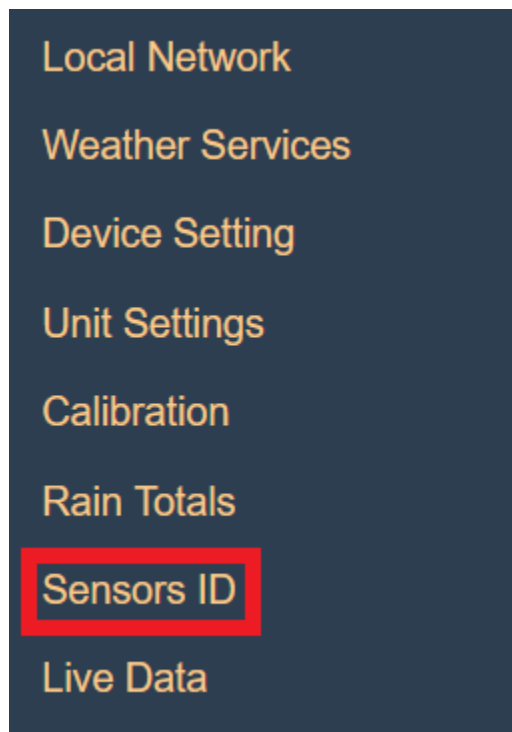 Local Network
Weather Services
Device Setting
Unit Settings
Calibration
Rain Totals
Sensors ID
Live Data